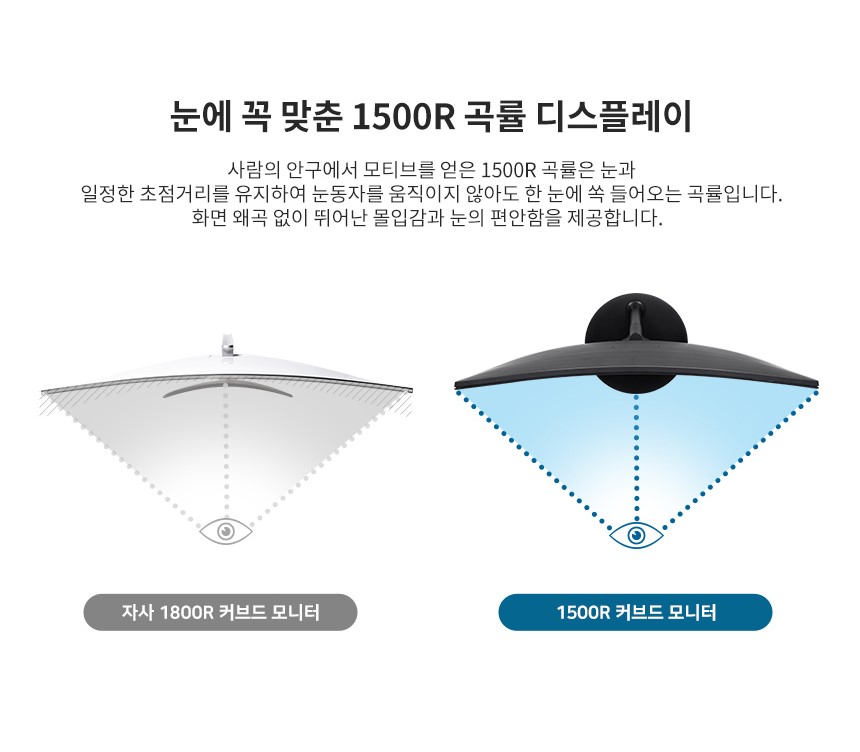 눈에 꼭 맞춘 1500R 곡률 디스플레이
사람의 안구에서 모티브를 얻은 1500R 곡률은 눈과
일정한 초점거리를 유지하여 눈동자를 움직이지 않아도 한 눈에 쏙 들어오는 곡률입니다.
화면 왜곡 없이 뛰어난 몰입감과 눈의 편안함을 제공합니다.
자사 1800R 커브드 모니터
1500R 커브드 모니터